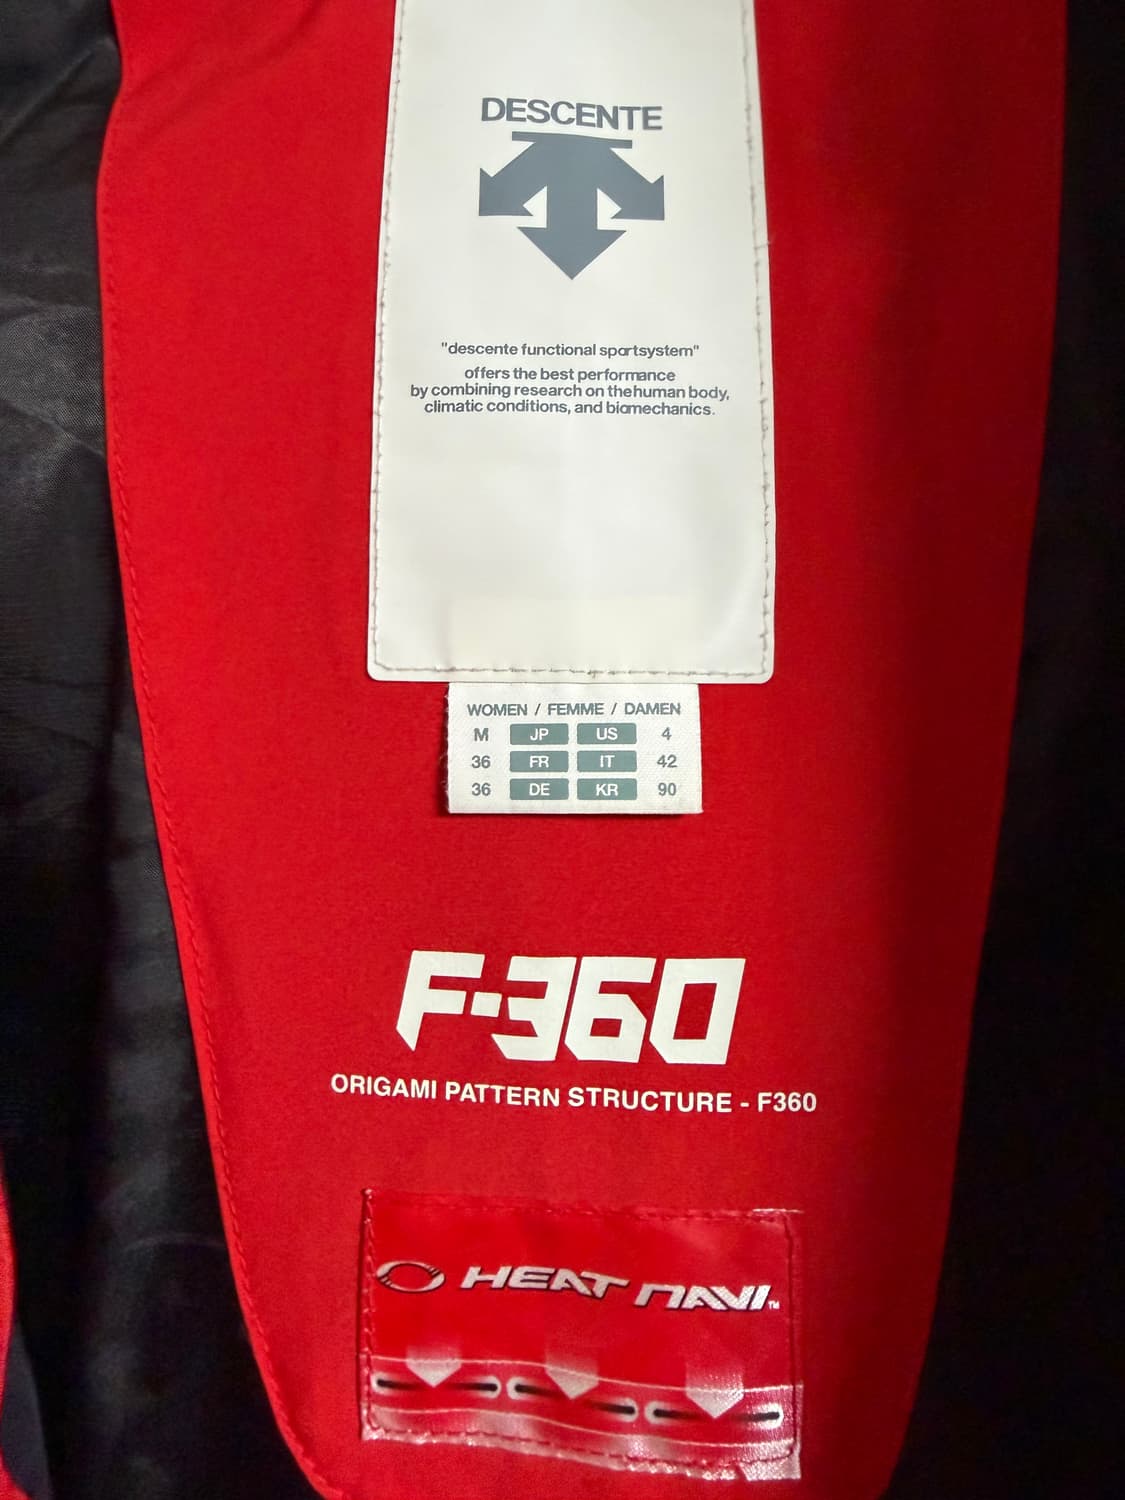 DESCENTE
"descente functional sportsystem"
offers the best performance
by combining research on thehuman body,
climatic conditions, and biomechanics.
WOMEN / FEMME / DAMEN
M JP US 4
36 FR IT 42
36 DE KR 90
F-360
ORIGAMI PATTERN STRUCTURE - F360
HEAT NAVI™